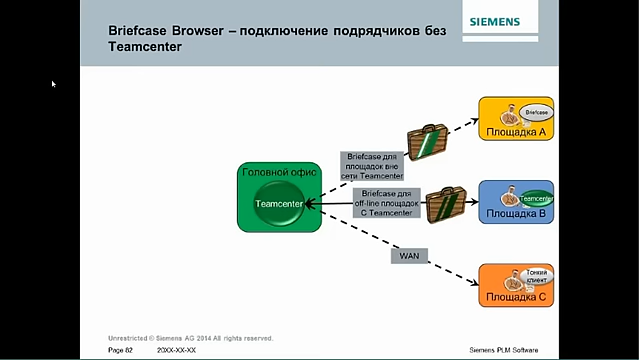 Briefcase Browser – подключение подрядчиков без
Teamcenter
SIEMENS
Briefcase
Площадка A
Briefcase для
площадок вне
сети Teamcenter
Головной офис
Teamcenter
Briefcase для
off-line площадок
С Teamcenter
Teamcenter
Площадка B
WAN
Тонкий
клиент
Площадка C
Unrestricted © Siemens AG 2014 All rights reserved.
Page 82 20XX-XX-XX Siemens PLM Software